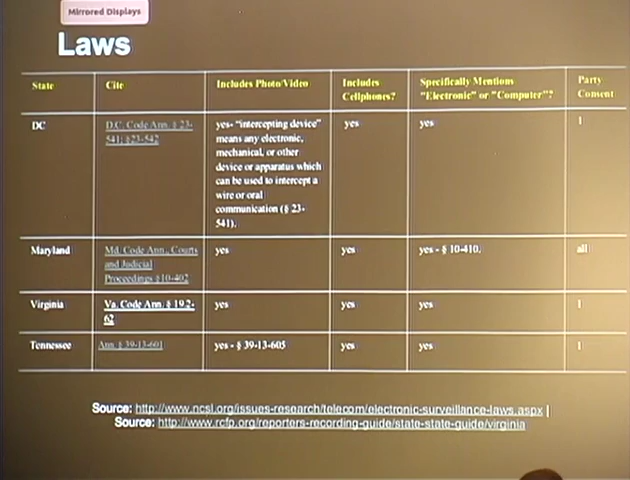 Mirrored Displays
Laws
State
Cite
Includes Photo/Video
Includes
Cellphones?
Specifically Mentions
"Electronic" or "Computer"?
Party
Consent
DC
D.C. Code Ann. § 23-
541; §23-542
yes- "intercepting device"
means any electronic,
mechanical, or other
device or apparatus which
can be used to intercept a
wire or oral
communication (§ 23-
541).
yes
yes
1
Maryland
Md. Code Ann., Courts
and Judicial
Proceedings §10-402
yes
yes
yes - § 10-410.
all
Virginia
Va. Code Ann. § 19.2-
62
yes
yes
yes
1
Tennessee
Ann. § 39-13-601
yes - § 39-13-605
yes
yes
1
Source: http://www.ncsl.org/issues-research/telecom/electronic-surveillance-laws.aspx |
Source: http://www.rcfp.org/reporters-recording-guide/state-state-guide/virginia